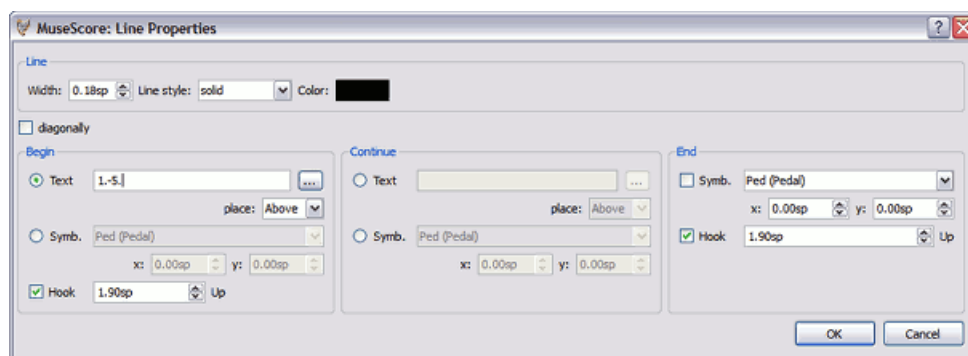 MuseScore: Line Properties
Line
Width: 0.18sp Line style: solid Color:
diagonally
Begin
Text 1.-5.
...
place: Above
Symb. Ped (Pedal)
x: 0.00sp y: 0.00sp
Hook 1.90sp Up
Continue
Text
...
place: Above
Symb. Ped (Pedal)
x: 0.00sp y: 0.00sp
End
Symb. Ped (Pedal)
x: 0.00sp y: 0.00sp
Hook 1.90sp Up
OK Cancel